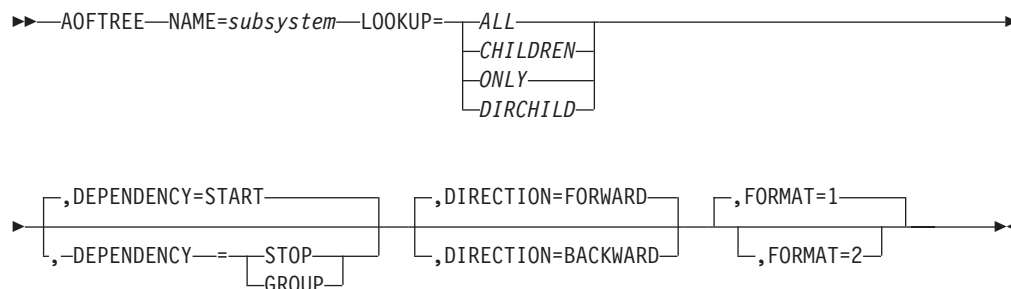 AOFTREE NAME=subsystem LOOKUP= ALL
CHILDREN
ONLY
DIRCHILD
,DEPENDENCY=START ,DIRECTION=FORWARD ,FORMAT=1
, DEPENDENCY = STOP ,DIRECTION=BACKWARD ,FORMAT=2
GROUP